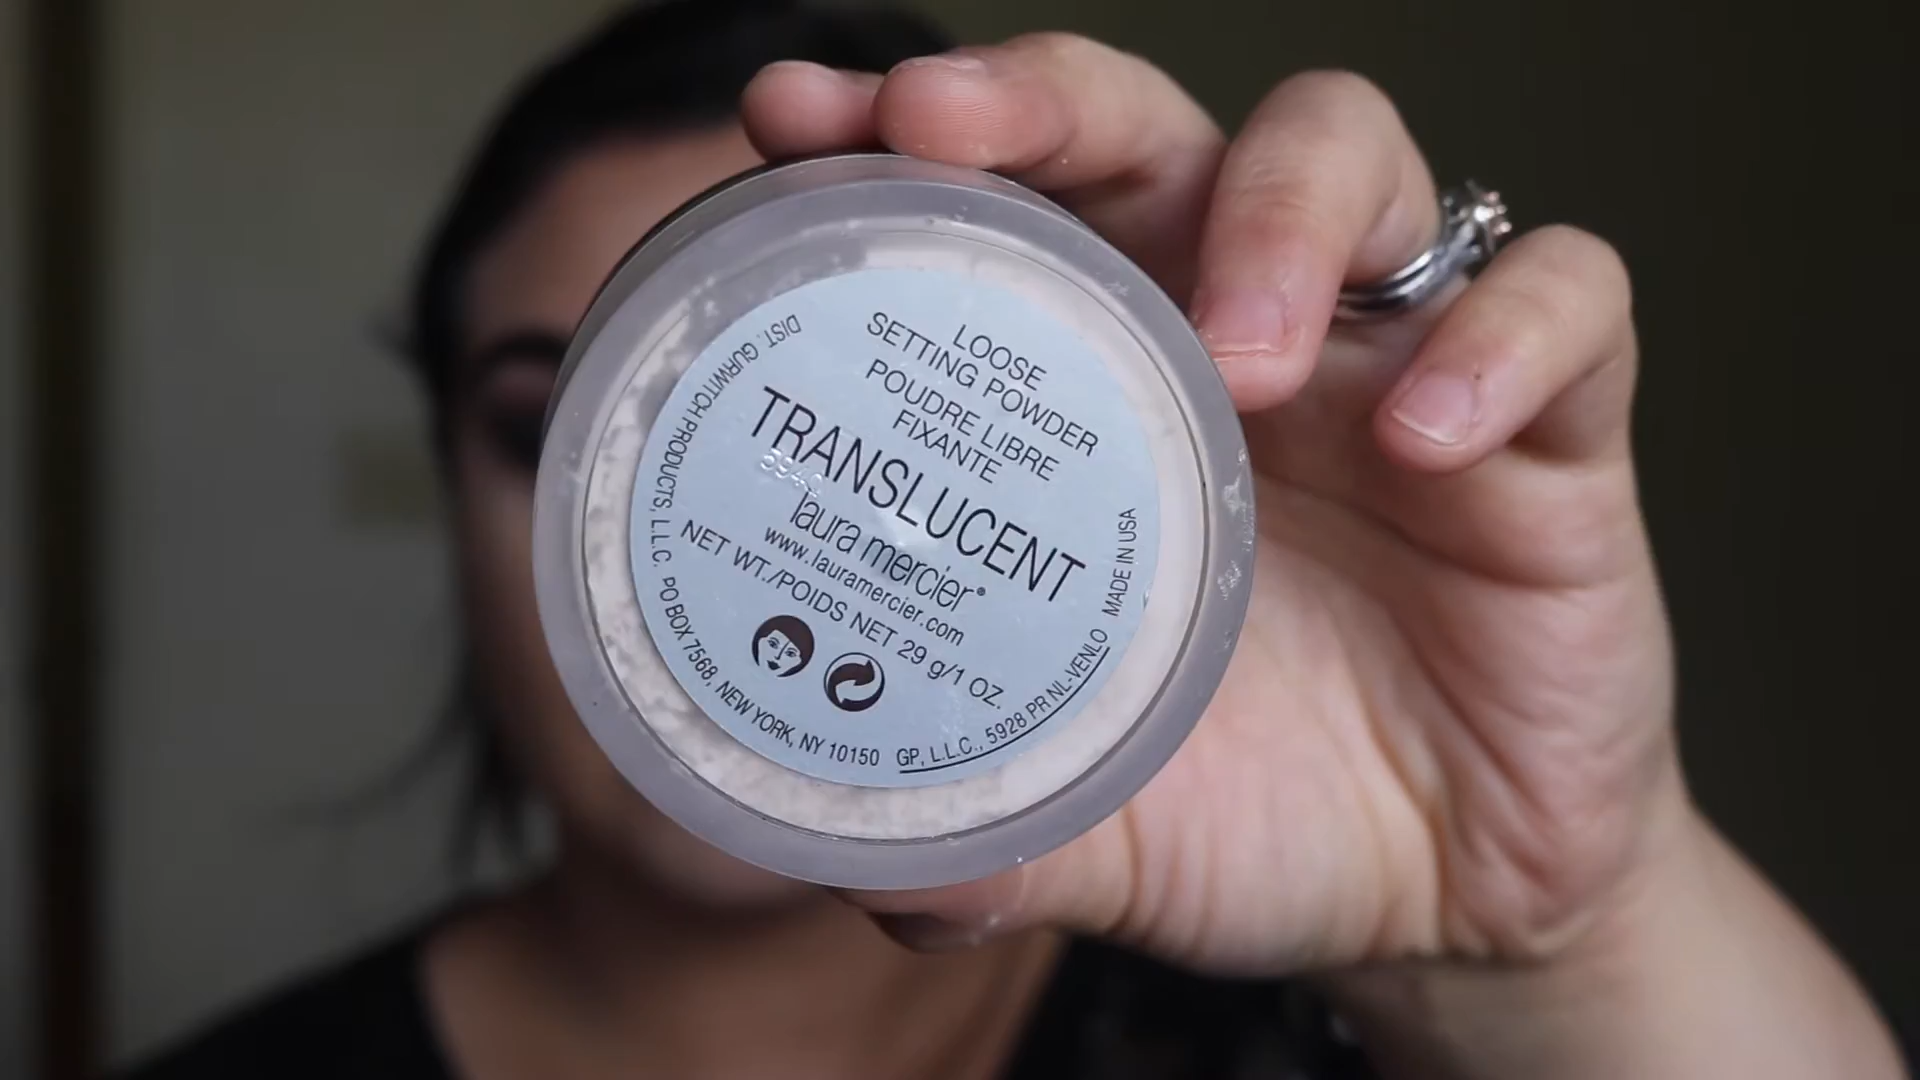 LOOSE
SETTING POWDER
POUDRE LIBRE
FIXANTE
TRANSLUCENT
laura mercier®
www.lauramercier.com
NET WT./POIDS NET 29 g/1 OZ.
DIST. GURWITCH PRODUCTS, L.L.C. PO BOX 7568, NEW YORK, NY 10150
GP, L.L.C., 5928 PR NL-VENLO
MADE IN USA